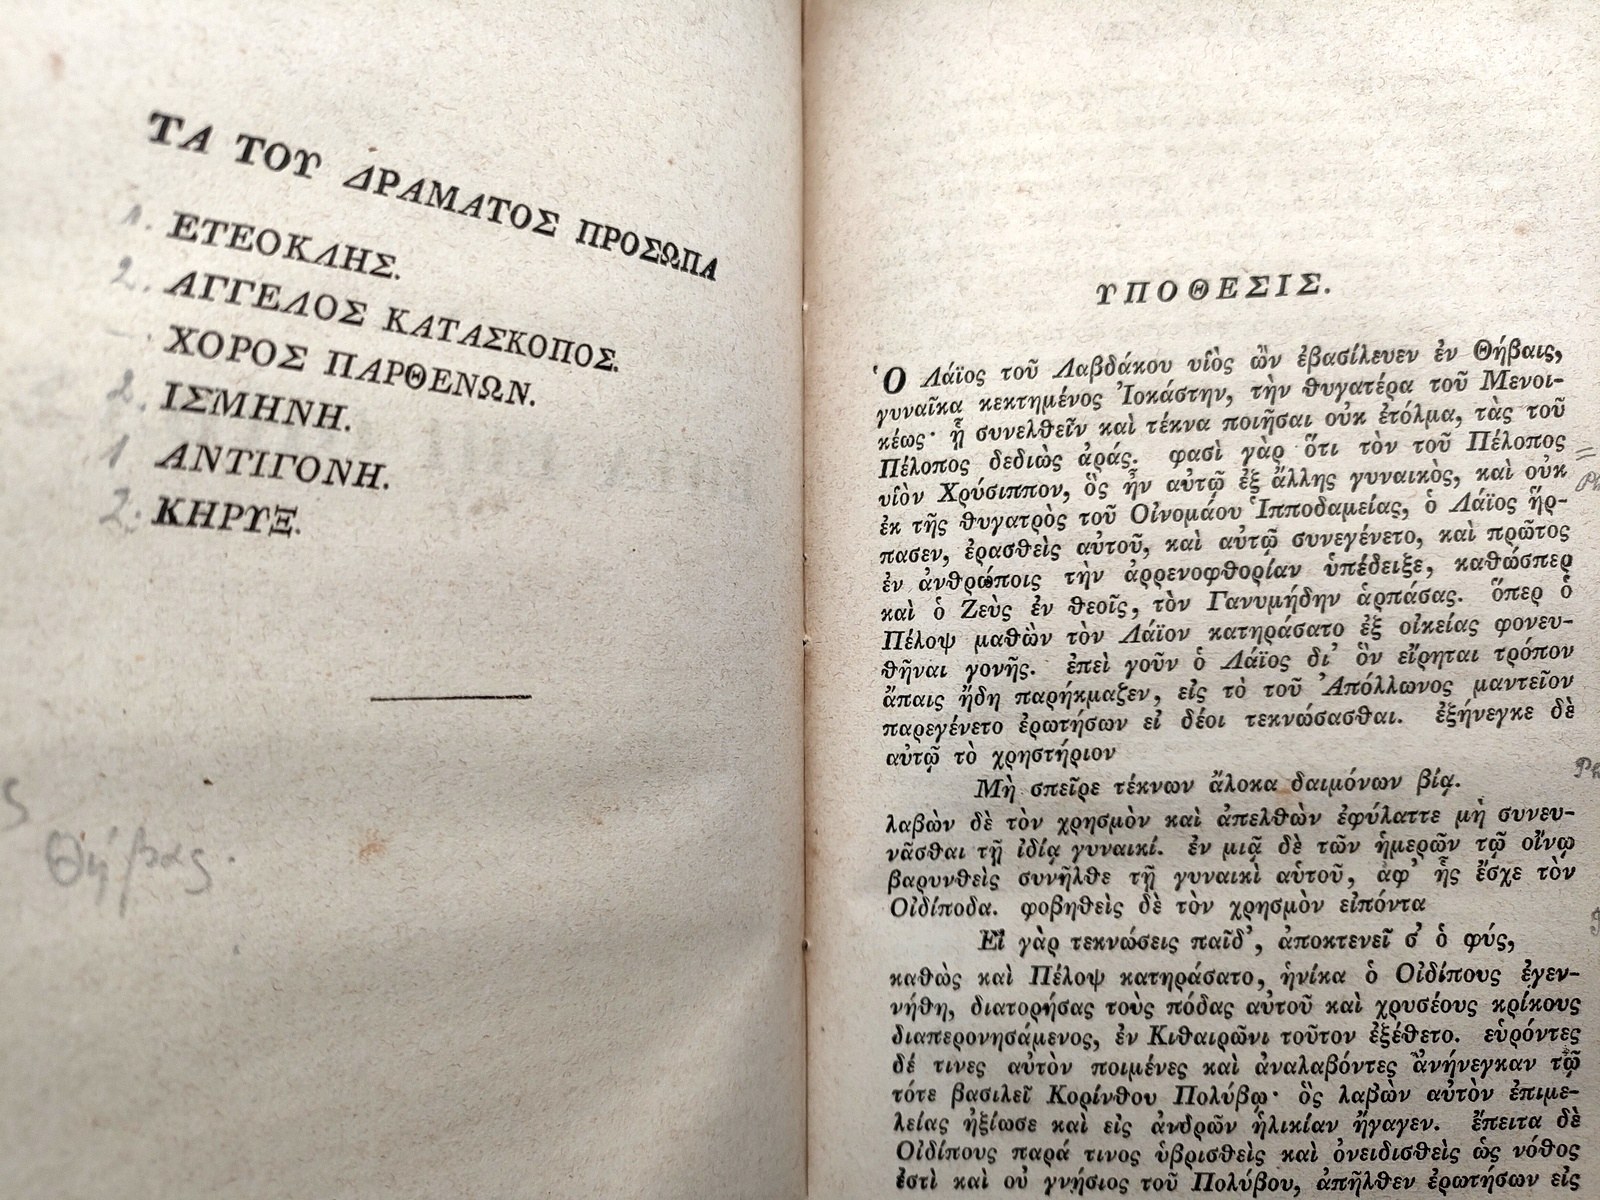 ΤΑ ΤΟΥ ΔΡΑΜΑΤΟΣ ΠΡΟΣΩΠΑ
1. ΕΤΕΟΚΛΗΣ.
2. ΑΓΓΕΛΟΣ ΚΑΤΑΣΚΟΠΟΣ.
ΧΟΡΟΣ ΠΑΡΘΕΝΩΝ.
2. ΙΣΜΗΝΗ.
1 ΑΝΤΙΓΟΝΗ.
2. ΚΗΡΥΞ.
Θήβας.
ΥΠΟΘΕΣΙΣ.
Ὁ Λάϊος τοῦ Λαβδάκου υἱὸς ὢν ἐβασίλευεν ἐν Θήβαις,
γυναῖκα κεκτημένος Ἰοκάστην, τὴν θυγατέρα τοῦ Μενοι-
κέως· ᾗ συνελθεῖν καὶ τέκνα ποιῆσαι οὐκ ἐτόλμα, τὰς τοῦ
Πέλοπος δεδιὼς ἀράς. φασὶ γὰρ ὅτι τὸν τοῦ Πέλοπος
υἱὸν Χρύσιππον, ὃς ἦν αὐτῷ ἐξ ἄλλης γυναικὸς, καὶ οὐκ
ἐκ τῆς θυγατρὸς τοῦ Οἰνομάου Ἱπποδαμείας, ὁ Λάϊος ἥρ-
πασεν, ἐρασθεὶς αὐτοῦ, καὶ αὐτῷ συνεγένετο, καὶ πρῶτος
ἐν ἀνθρώποις τὴν ἀρρενοφθορίαν ὑπέδειξε, καθώσπερ
καὶ ὁ Ζεὺς ἐν θεοῖς, τὸν Γανυμήδην ἁρπάσας. ὅπερ ὁ
Πέλοψ μαθὼν τὸν Λάϊον κατηράσατο ἐξ οἰκείας φονευ-
θῆναι γονῆς. ἐπεὶ γοῦν ὁ Λάϊος δι' ὃν εἴρηται τρόπον
ἄπαις ἤδη παρήκμαζεν, εἰς τὸ τοῦ Ἀπόλλωνος μαντεῖον
παρεγένετο ἐρωτήσων εἰ δέοι τεκνώσασθαι. ἐξήνεγκε δὲ
αὐτῷ τὸ χρηστήριον
Μὴ σπεῖρε τέκνων ἄλοκα δαιμόνων βίᾳ.
λαβὼν δὲ τὸν χρησμὸν καὶ ἀπελθὼν ἐφύλαττε μὴ συνευ-
νᾶσθαι τῇ ἰδίᾳ γυναικί. ἐν μιᾷ δὲ τῶν ἡμερῶν τῷ οἴνῳ
βαρυνθεὶς συνῆλθε τῇ γυναικὶ αὑτοῦ, ἀφ' ἧς ἔσχε τὸν
Οἰδίποδα. φοβηθεὶς δὲ τὸν χρησμὸν εἰπόντα
Εἰ γὰρ τεκνώσεις παῖδ', ἀποκτενεῖ σ' ὁ φύς,
καθὼς καὶ Πέλοψ κατηράσατο, ἡνίκα ὁ Οἰδίπους ἐγεν-
νήθη, διατορήσας τοὺς πόδας αὐτοῦ καὶ χρυσέους κρίκους
διαπερονησάμενος, ἐν Κιθαιρῶνι τοῦτον ἐξέθετο. εὑρόντες
δέ τινες αὐτὸν ποιμένες καὶ ἀναλαβόντες ἀνήνεγκαν τῷ
τότε βασιλεῖ Κορίνθου Πολύβῳ· ὃς λαβὼν αὐτὸν ἐπιμε-
λείας ἠξίωσε καὶ εἰς ἀνδρῶν ἡλικίαν ἤγαγεν. ἔπειτα δὲ
Οἰδίπους παρά τινος ὑβρισθεὶς καὶ ὀνειδισθεὶς ὡς νόθος
ἐστὶ καὶ οὐ γνήσιος τοῦ Πολύβου, ἀπῆλθεν ἐρωτήσων εἰς